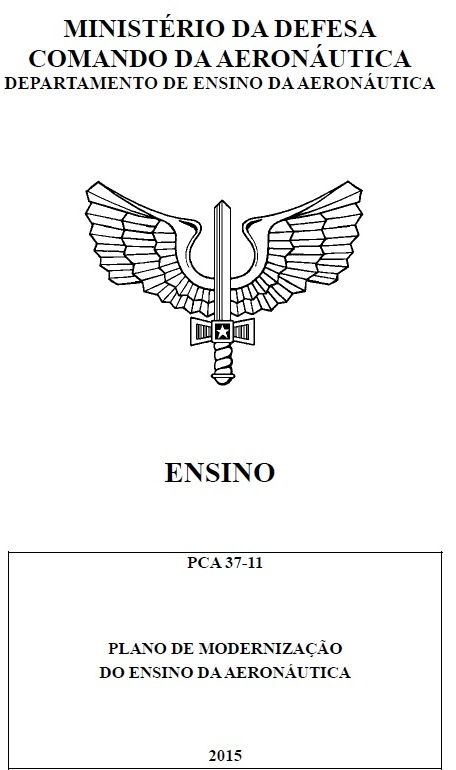 MINISTÉRIO DA DEFESA
COMANDO DA AERONÁUTICA
DEPARTAMENTO DE ENSINO DA AERONÁUTICA
ENSINO
PCA 37-11
PLANO DE MODERNIZAÇÃO
DO ENSINO DA AERONÁUTICA
2015